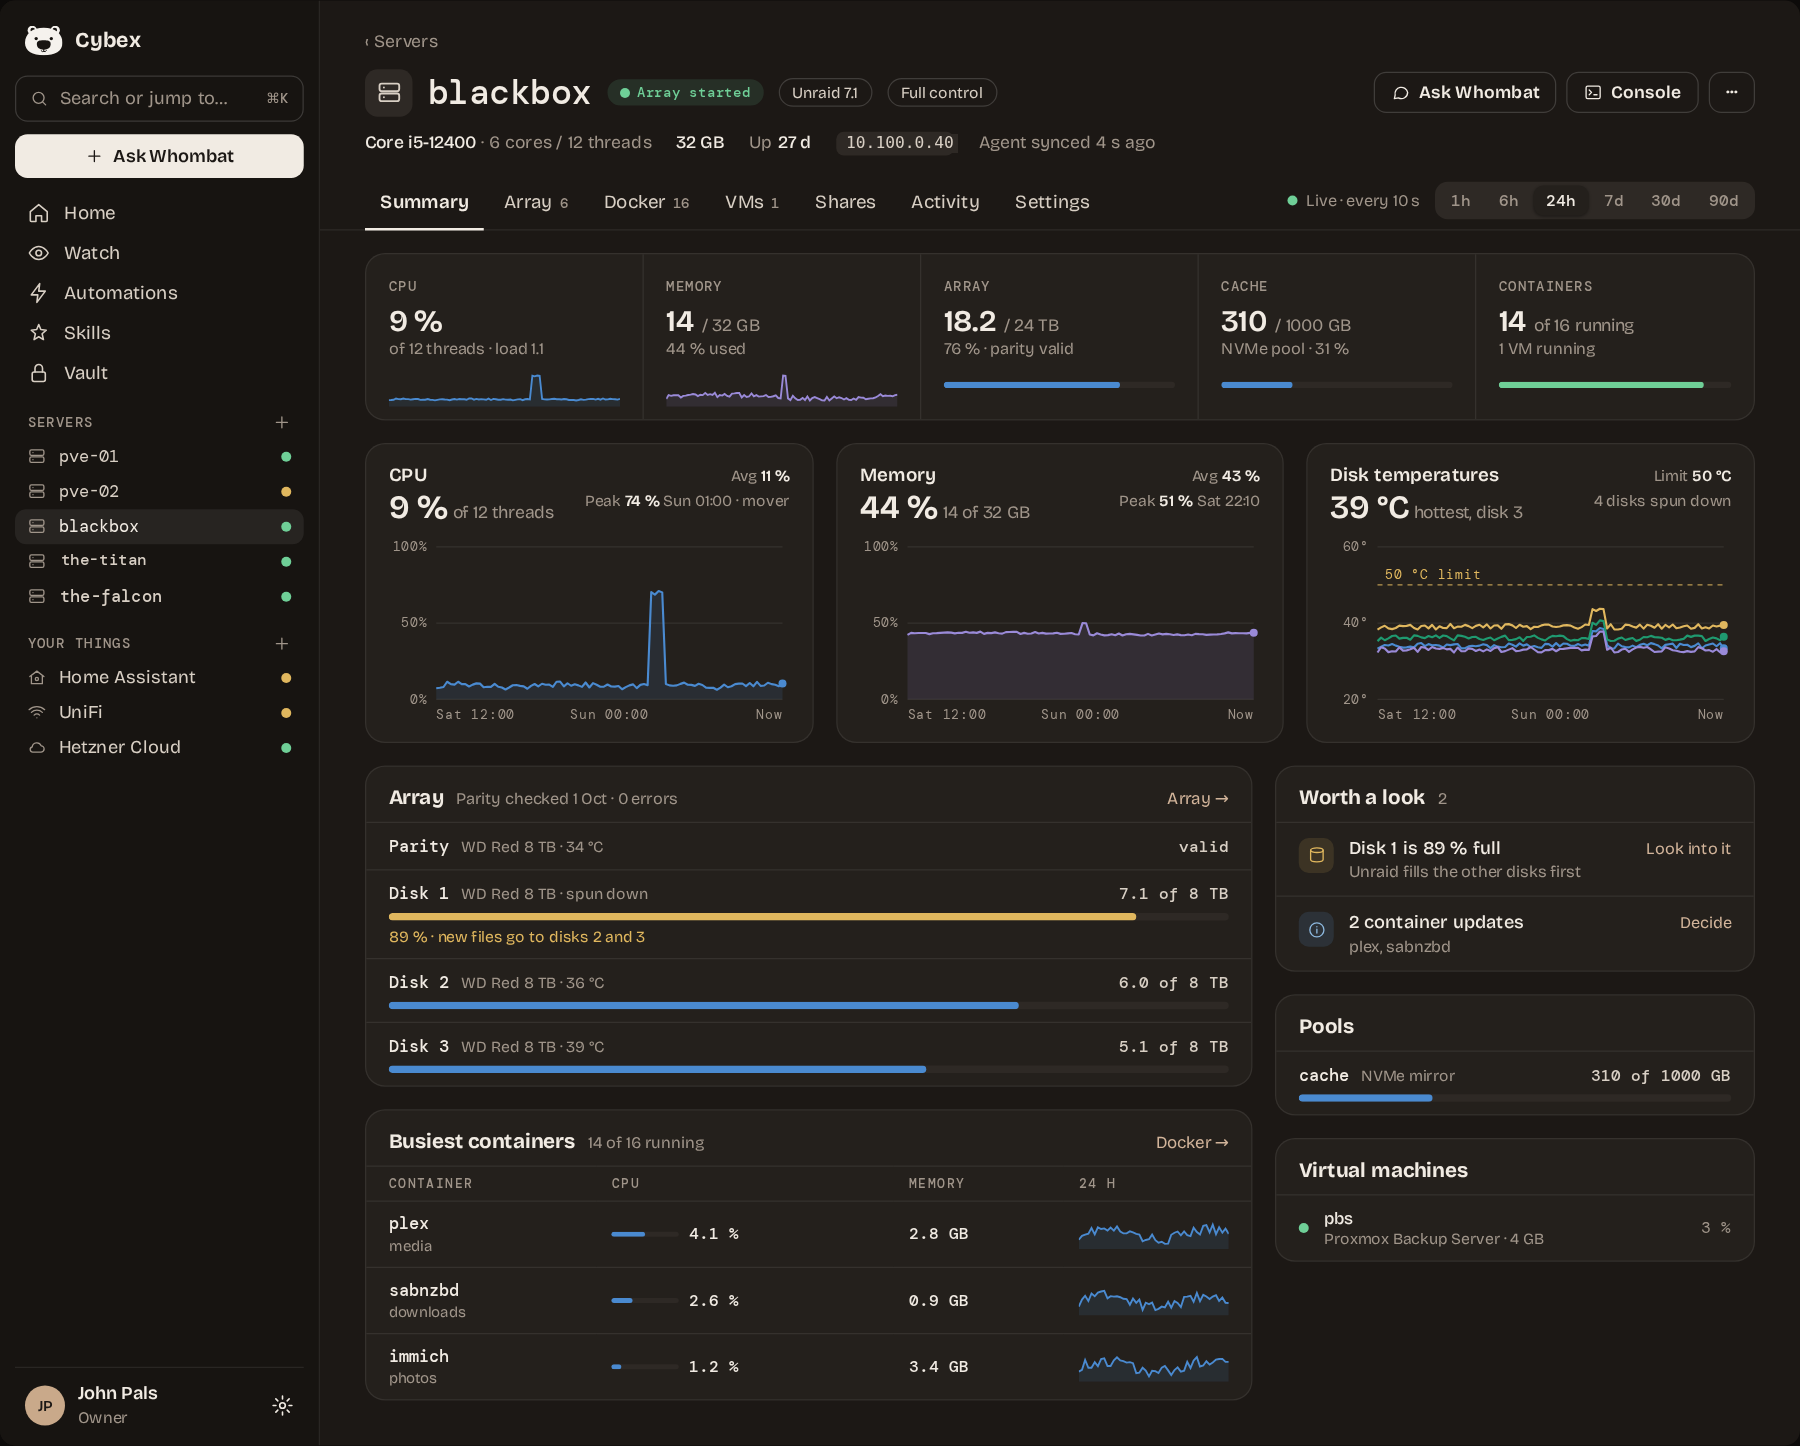 Cybex
Search or jump to... ⌘K
+ Ask Whombat
Home
Watch
Automations
Skills
Vault
SERVERS +
pve-01
pve-02
blackbox
the-titan
the-falcon
YOUR THINGS +
Home Assistant
UniFi
Hetzner Cloud
JP
John Pals
Owner
‹ Servers
blackbox
Array started
Unraid 7.1
Full control
Ask Whombat
Console
···
Core i5-12400 · 6 cores / 12 threads 32 GB Up 27 d 10.100.0.40 Agent synced 4 s ago
Summary Array 6 Docker 16 VMs 1 Shares Activity Settings
Live · every 10 s
1h 6h 24h 7d 30d 90d
CPU
9 %
of 12 threads · load 1.1
MEMORY
14 / 32 GB
44 % used
ARRAY
18.2 / 24 TB
76 % · parity valid
CACHE
310 / 1000 GB
NVMe pool · 31 %
CONTAINERS
14 of 16 running
1 VM running
CPU Avg 11 %
9 % of 12 threads Peak 74 % Sun 01:00 · mover
100%
50%
0%
Sat 12:00 Sun 00:00 Now
Memory Avg 43 %
44 % 14 of 32 GB Peak 51 % Sat 22:10
100%
50%
0%
Sat 12:00 Sun 00:00 Now
Disk temperatures Limit 50 °C
39 °C hottest, disk 3 4 disks spun down
60°
50 °C limit
40°
20°
Sat 12:00 Sun 00:00 Now
Array Parity checked 1 Oct · 0 errors Array →
Parity WD Red 8 TB · 34 °C valid
Disk 1 WD Red 8 TB · spun down 7.1 of 8 TB
89 % · new files go to disks 2 and 3
Disk 2 WD Red 8 TB · 36 °C 6.0 of 8 TB
Disk 3 WD Red 8 TB · 39 °C 5.1 of 8 TB
Busiest containers 14 of 16 running Docker →
CONTAINER CPU MEMORY 24 H
plex
media
4.1 % 2.8 GB
sabnzbd
downloads
2.6 % 0.9 GB
immich
photos
1.2 % 3.4 GB
Worth a look 2
Disk 1 is 89 % full Look into it
Unraid fills the other disks first
2 container updates Decide
plex, sabnzbd
Pools
cache NVMe mirror 310 of 1000 GB
Virtual machines
pbs
Proxmox Backup Server · 4 GB
3 %